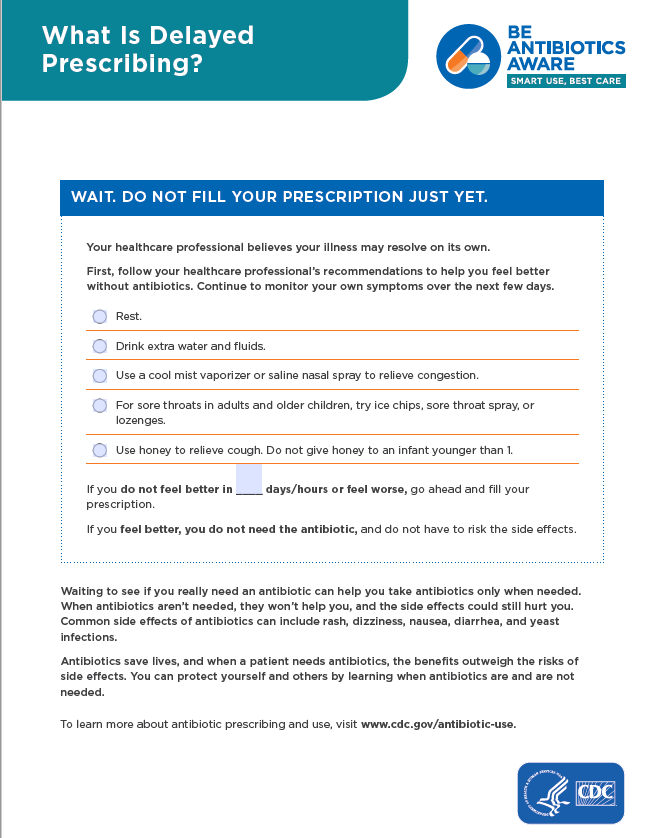 What Is Delayed
Prescribing?
BE
ANTIBIOTICS
AWARE
SMART USE, BEST CARE
WAIT. DO NOT FILL YOUR PRESCRIPTION JUST YET.
Your healthcare professional believes your illness may resolve on its own.
First, follow your healthcare professional's recommendations to help you feel better
without antibiotics. Continue to monitor your own symptoms over the next few days.
Rest.
Drink extra water and fluids.
Use a cool mist vaporizer or saline nasal spray to relieve congestion.
For sore throats in adults and older children, try ice chips, sore throat spray, or
lozenges.
Use honey to relieve cough. Do not give honey to an infant younger than 1.
If you do not feel better in ____ days/hours or feel worse, go ahead and fill your
prescription.
If you feel better, you do not need the antibiotic, and do not have to risk the side effects.
Waiting to see if you really need an antibiotic can help you take antibiotics only when needed.
When antibiotics aren't needed, they won't help you, and the side effects could still hurt you.
Common side effects of antibiotics can include rash, dizziness, nausea, diarrhea, and yeast
infections.
Antibiotics save lives, and when a patient needs antibiotics, the benefits outweigh the risks of
side effects. You can protect yourself and others by learning when antibiotics are and are not
needed.
To learn more about antibiotic prescribing and use, visit www.cdc.gov/antibiotic-use.
CDC